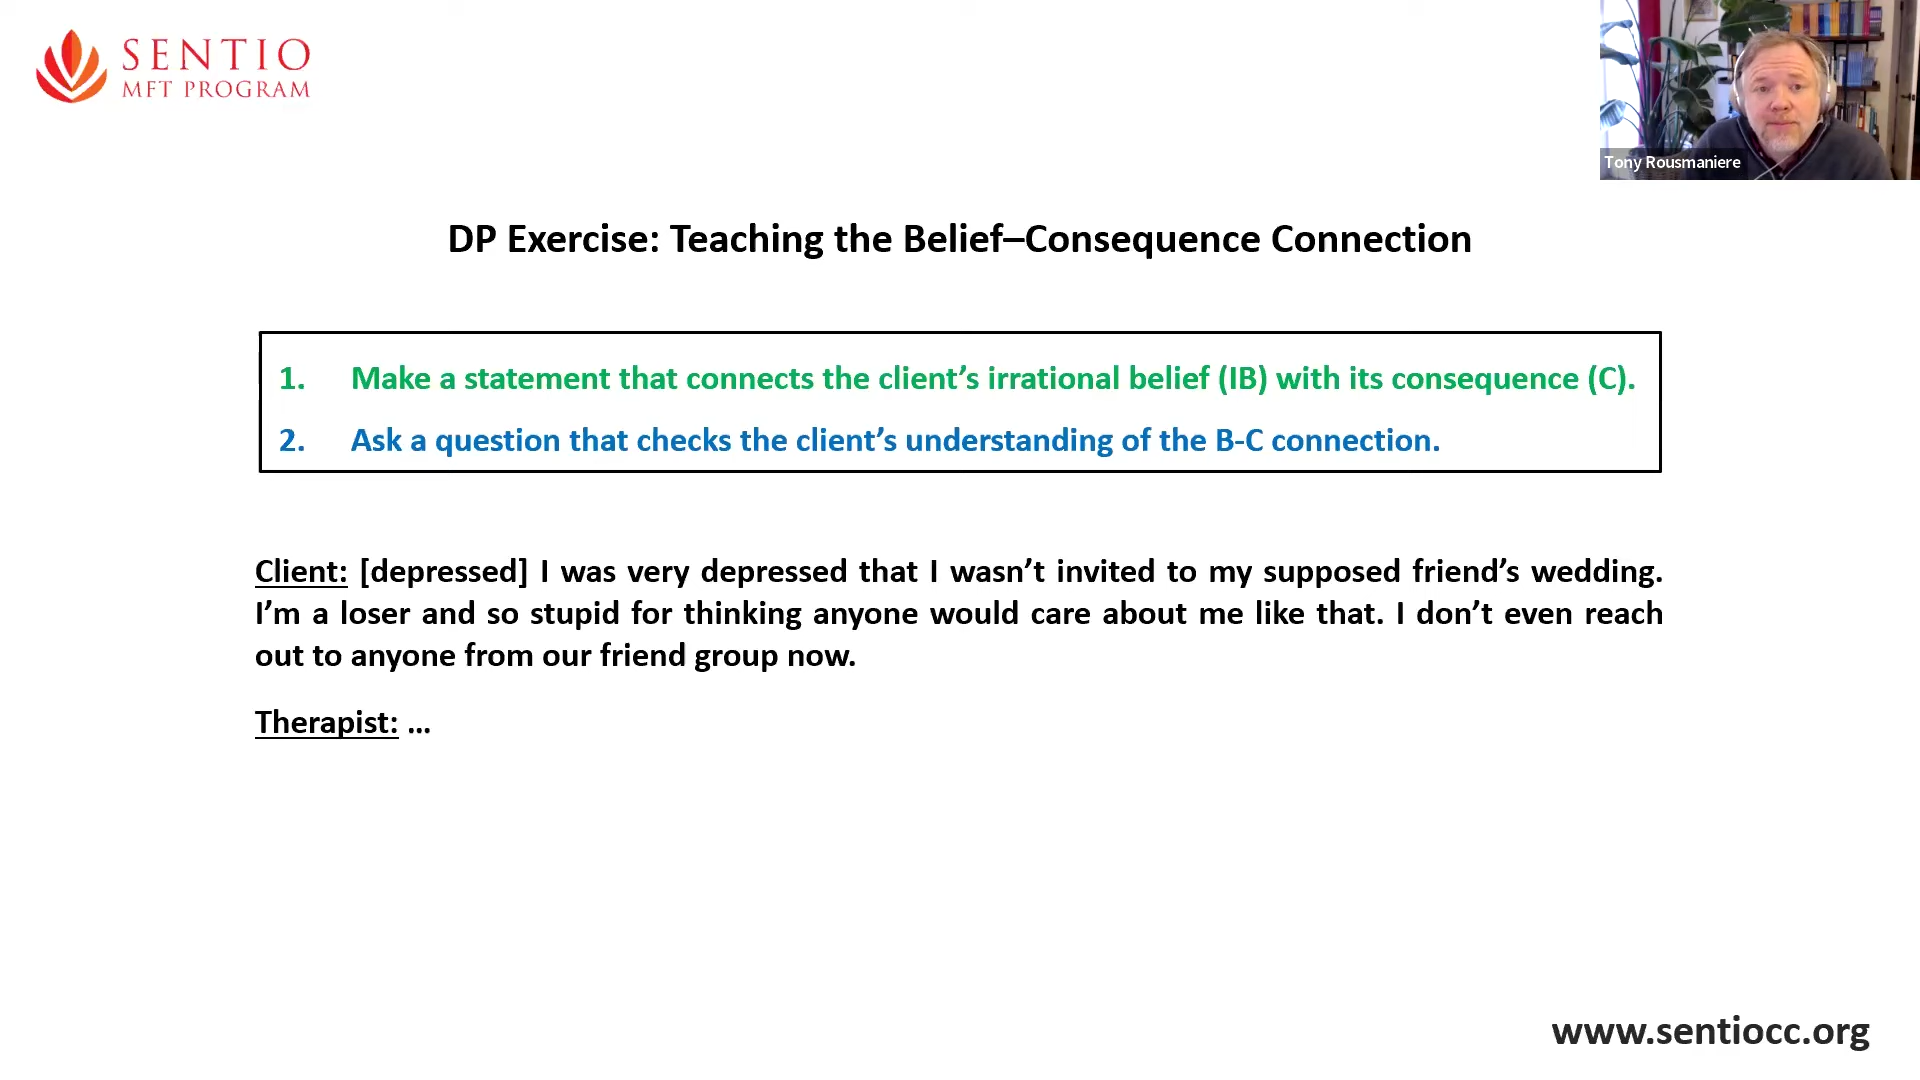 SENTIO
MFT PROGRAM
Tony Rousmaniere
DP Exercise: Teaching the Belief–Consequence Connection
1. Make a statement that connects the client’s irrational belief (IB) with its consequence (C).
2. Ask a question that checks the client’s understanding of the B-C connection.
Client: [depressed] I was very depressed that I wasn’t invited to my supposed friend’s wedding.
I’m a loser and so stupid for thinking anyone would care about me like that. I don’t even reach
out to anyone from our friend group now.
Therapist: ...
www.sentiocc.org